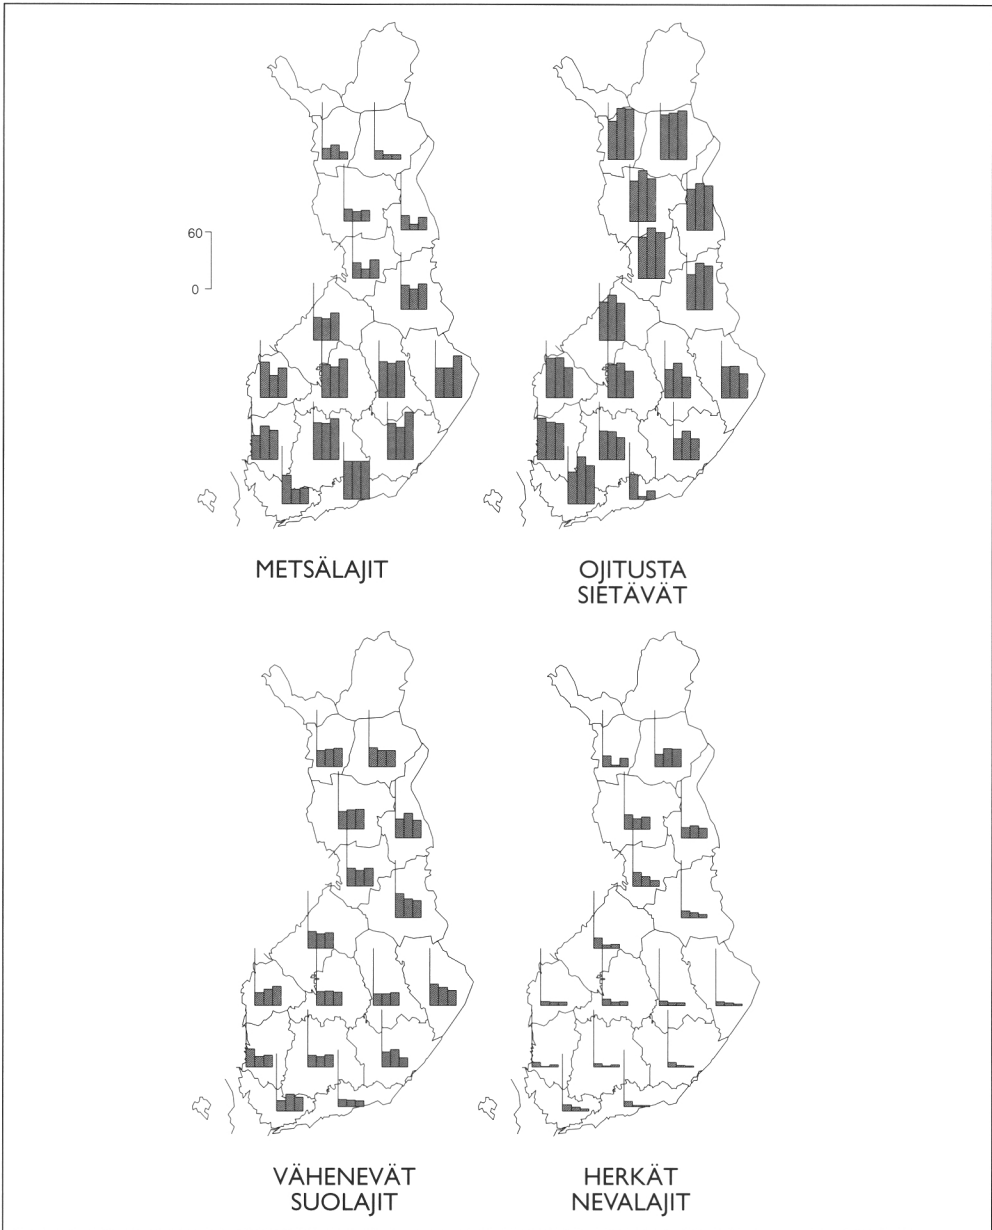 60
0
METSÄLAJIT
OJITUSTA
SIETÄVÄT
VÄHENEVÄT
SUOLAJIT
HERKÄT
NEVALAJIT